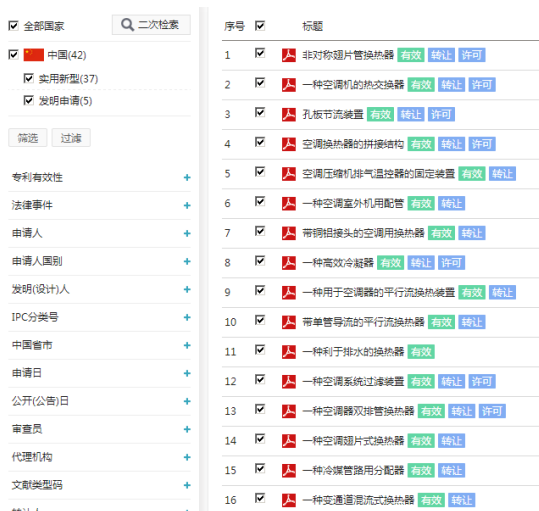 全部国家
二次检索
中国(42)
实用新型(37)
发明申请(5)
筛选
过滤
专利有效性
法律事件
申请人
申请人国别
发明(设计)人
IPC分类号
中国省市
申请日
公开(公告)日
审查员
代理机构
文献类型码
序号 标题
1 非对称翅片管换热器 有效 转让 许可
2 一种空调机的热交换器 有效 转让 许可
3 孔板节流装置 有效 转让 许可
4 空调换热器的拼接结构 有效 转让 许可
5 空调压缩机排气温控器的固定装置 有效 转让
6 一种空调室外机用配管 有效 转让
7 带铜铝接头的空调用换热器 有效 转让
8 一种高效冷凝器 有效 转让 许可
9 一种用于空调器的平行流换热装置 有效 转让
10 带单管导流的平行流换热器 有效 转让
11 一种利于排水的换热器 有效
12 一种空调系统过滤装置 有效 转让 许可
13 一种空调器双排管换热器 有效 转让 许可
14 一种空调翅片式换热器 有效 转让
15 一种冷媒管路用分配器 有效 转让
16 一种变通道混流式换热器 有效 转让